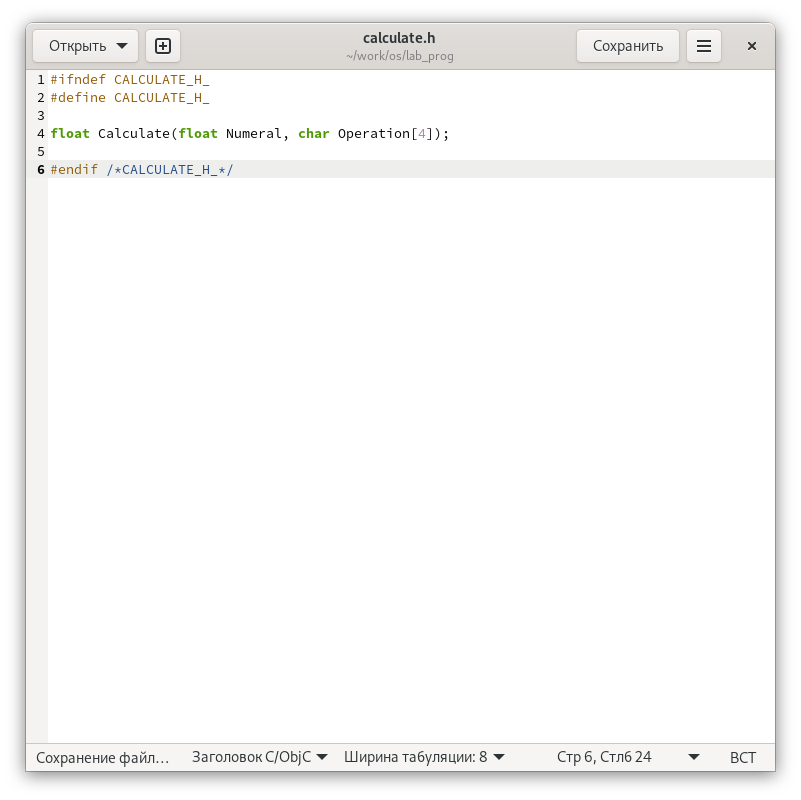 Открыть
calculate.h
~/work/os/lab_prog
Сохранить
1 #ifndef CALCULATE_H_
2 #define CALCULATE_H_
3
4 float Calculate(float Numeral, char Operation[4]);
5
6 #endif /*CALCULATE_H_*/
Сохранение файл… Заголовок C/ObjC Ширина табуляции: 8 Стр 6, Стлб 24 ВСТ